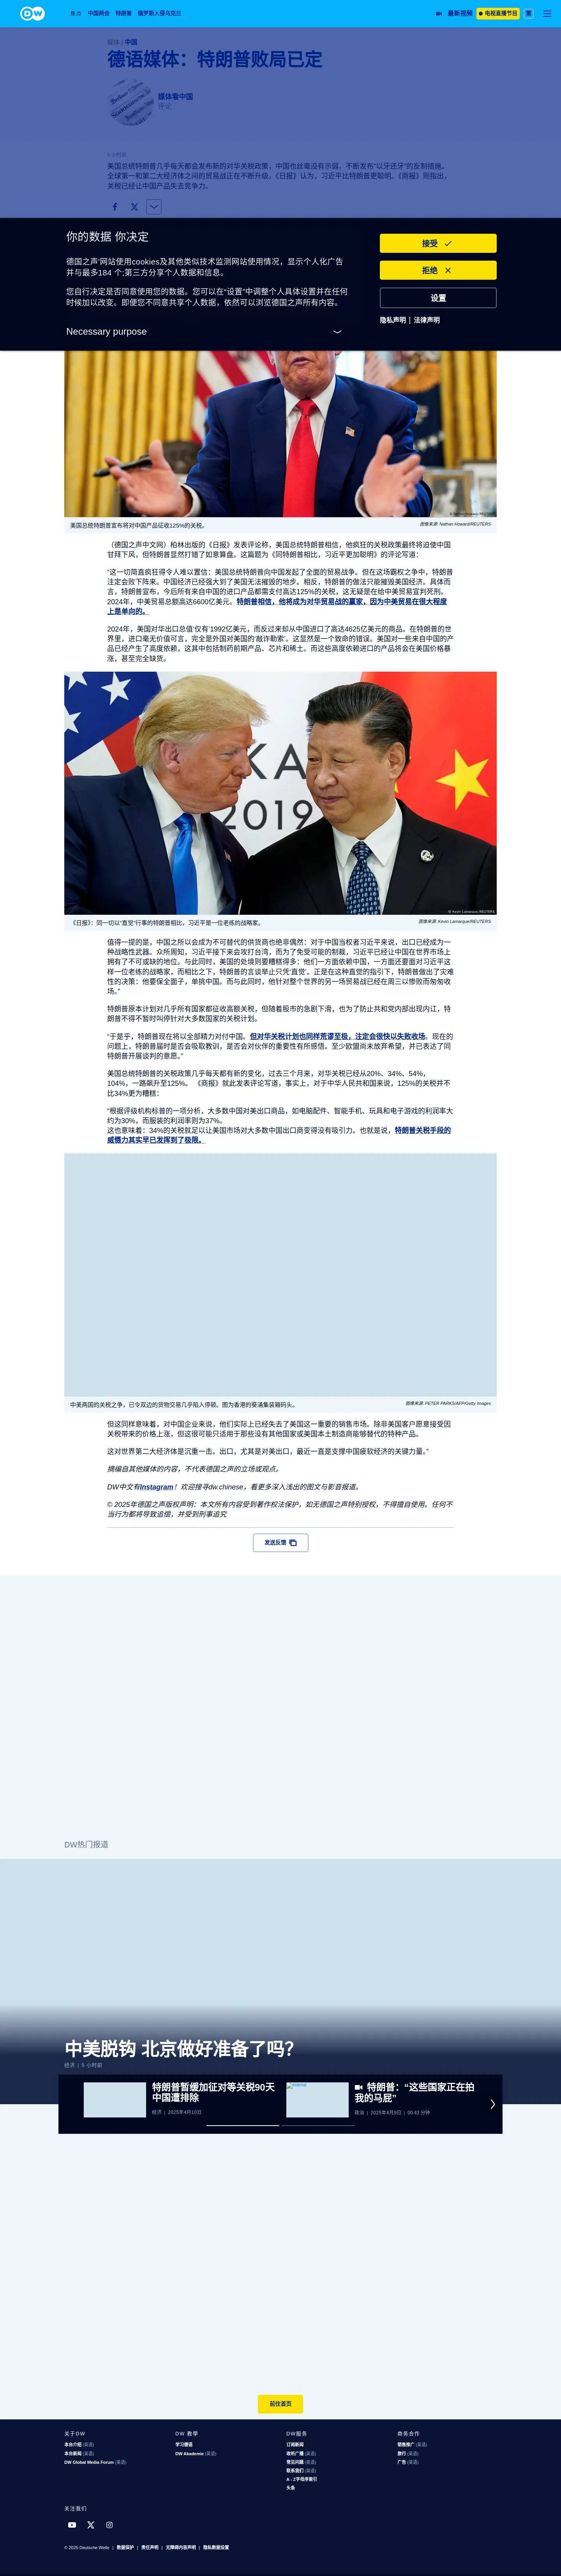 DW
焦点 中国两会 特朗普 俄罗斯入侵乌克兰
最新视频
电视直播节目
繁
媒体 | 中国
德语媒体：特朗普败局已定
媒体看中国
评论
5 小时前
美国总统特朗普几乎每天都会发布新的对华关税政策，中国也丝毫没有示弱，不断发布“以牙还牙”的反制措施。
全球第一和第二大经济体之间的贸易战正在不断升级。《日报》认为，习近平比特朗普更聪明。《商报》则指出，
关税已经让中国产品失去竞争力。
你的数据 你决定
德国之声‘网站使用cookies及其他类似技术监测网站使用情况，显示个性化广告
并与最多184 个;第三方分享个人数据和信息。
您自行决定是否同意使用您的数据。您可以在“设置”中调整个人具体设置并在任何
时候加以改变。即便您不同意共享个人数据，依然可以浏览德国之声所有内容。
Necessary purpose
接受
拒绝
设置
隐私声明 | 法律声明
美国总统特朗普宣布将对中国产品征收125%的关税。
图像来源: Nathan Howard/REUTERS
（德国之声中文网）柏林出版的《日报》发表评论称，美国总统特朗普相信，他疯狂的关税政策最终将迫使中国
甘拜下风，但特朗普显然打错了如意算盘。这篇题为《同特朗普相比，习近平更加聪明》的评论写道：
“这一切简直疯狂得令人难以置信：美国总统特朗普向中国发起了全面的贸易战争。但在这场霸权之争中，特朗普
注定会败下阵来。中国经济已经强大到了美国无法摧毁的地步。相反，特朗普的做法只能摧毁美国经济。具体而
言，特朗普宣布的，今后所有来自中国的进口产品都需支付高达125%的关税，这无疑是在给中美贸易宣判死刑。
2024年，中美贸易总额高达6600亿美元。特朗普相信，他将成为对华贸易战的赢家，因为中美贸易在很大程度
上是单向的。
2024年，美国对华出口总值‘仅有’1992亿美元，而反过来却从中国进口了高达4625亿美元的商品。在特朗普的世
界里，进口毫无价值可言，完全是外国对美国的‘敲诈勒索’。这显然是一个致命的错误。美国对一些来自中国的产
品已经产生了高度依赖，这其中包括制药前期产品、芯片和稀土。而这些高度依赖进口的产品将会在美国价格暴
涨，甚至完全缺货。
KA
2019
© Kevin Lamarque/REUTERS
《日报》：同一切以“直觉”行事的特朗普相比，习近平是一位老练的战略家。
图像来源: Kevin Lamarque/REUTERS
值得一提的是，中国之所以会成为不可替代的供货商也绝非偶然：对于中国当权者习近平来说，出口已经成为一
种战略性武器。众所周知，习近平接下来会攻打台湾，而为了免受可能的制裁，习近平已经让中国在世界市场上
拥有了不可或缺的地位。与此同时，美国的处境则要糟糕得多：他们一方面依赖中国，一方面还要面对习近平这
样一位老练的战略家，而相比之下，特朗普的言谈举止只凭‘直觉’。正是在这种直觉的指引下，特朗普做出了灾难
性的决策：他要保全面子，单挑中国。而与此同时，他针对整个世界的另一场贸易战已经在周三以惨败而匆匆收
场。”
特朗普原本计划对几乎所有国家都征收高额关税，但随着股市的急剧下滑，也为了防止共和党内部出现内讧，特
朗普不得不暂时叫停针对大多数国家的关税计划。
“于是乎，特朗普现在将以全部精力对付中国。但对华关税计划也同样荒谬至极，注定会很快以失败收场。现在的
问题上，特朗普届时是否会吸取教训，是否会对伙伴的重要性有所感悟。至少欧盟尚未放弃希望，并已表达了同
特朗普开展谈判的意愿。”
美国总统特朗普的关税政策几乎每天都有新的变化，过去三个月来，对华关税已经从20%、34%、54%，
104%，一路飙升至125%。 《商报》就此发表评论写道，事实上，对于中华人民共和国来说，125%的关税并不
比34%更为糟糕：
“根据评级机构标普的一项分析，大多数中国对美出口商品，如电脑配件、智能手机、玩具和电子游戏的利润率大
约为30%，而服装的利润率则为37%。
这也意味着：34%的关税就足以让美国市场对大多数中国出口商变得没有吸引力。也就是说，特朗普关税手段的
威慑力其实早已发挥到了极限。
中美两国的关税之争，已令双边的货物交易几乎陷入停顿。图为香港的葵涌集装箱码头。
图像来源: PETER PARKS/AFP/Getty Images
但这同样意味着，对中国企业来说，他们实际上已经失去了美国这一重要的销售市场。除非美国客户愿意接受因
关税带来的价格上涨，但这很可能只适用于那些没有其他国家或美国本土制造商能够替代的特种产品。
这对世界第二大经济体是沉重一击。出口，尤其是对美出口，最近一直是支撑中国疲软经济的关键力量。”
摘编自其他媒体的内容，不代表德国之声的立场或观点。
DW中文有Instagram！欢迎搜寻dw.chinese，看更多深入浅出的图文与影音报道。
© 2025年德国之声版权声明：本文所有内容受到著作权法保护，如无德国之声特别授权，不得擅自使用。任何不
当行为都将导致追偿，并受到刑事追究
发送反馈
DW热门报道
中美脱钩 北京做好准备了吗？
经济 | 5 小时前
特朗普暂缓加征对等关税90天
中国遭排除
经济 | 2025年4月10日
特朗普：“这些国家正在拍
我的马屁”
政治 | 2025年4月9日 | 00:43 分钟
前往首页
关于DW
本台介绍 (英语)
本台新闻 (英语)
DW Global Media Forum (英语)
DW 教学
学习德语
DW Akademie (英语)
DW服务
订阅新闻
收听广播 (英语)
常见问题 (英语)
联系我们 (英语)
A - Z字母序索引
头条
商务合作
销售推广 (英语)
旅行 (英语)
广告 (英语)
关注我们
© 2025 Deutsche Welle | 数据保护 | 责任声明 | 无障碍内容声明 | 隐私数据设置